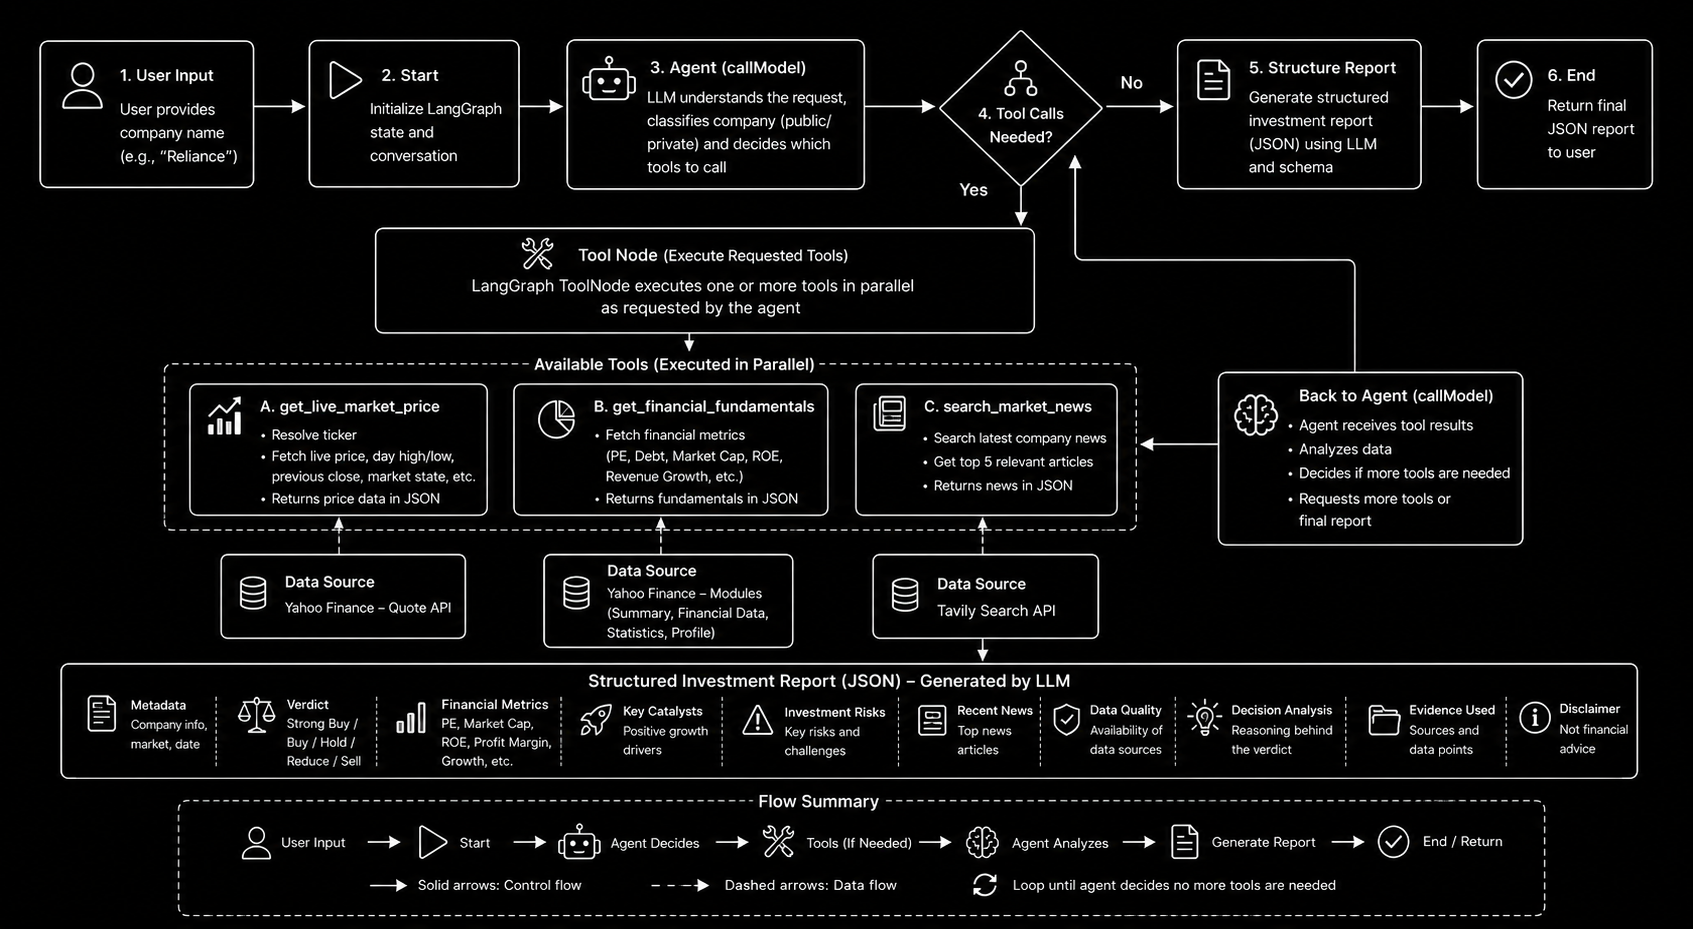 1. User Input
User provides
company name
(e.g., "Reliance")
2. Start
Initialize LangGraph
state and
conversation
3. Agent (callModel)
LLM understands the request,
classifies company (public/
private) and decides which
tools to call
4. Tool Calls
Needed?
No
Yes
5. Structure Report
Generate structured
investment report
(JSON) using LLM
and schema
6. End
Return final
JSON report
to user
Tool Node (Execute Requested Tools)
LangGraph ToolNode executes one or more tools in parallel
as requested by the agent
Available Tools (Executed in Parallel)
A. get_live_market_price
• Resolve ticker
• Fetch live price, day high/low,
previous close, market state, etc.
• Returns price data in JSON
B. get_financial_fundamentals
• Fetch financial metrics
(PE, Debt, Market Cap, ROE,
Revenue Growth, etc.)
• Returns fundamentals in JSON
C. search_market_news
• Search latest company news
• Get top 5 relevant articles
• Returns news in JSON
Back to Agent (callModel)
• Agent receives tool results
• Analyzes data
• Decides if more tools are needed
• Requests more tools or
final report
Data Source
Yahoo Finance – Quote API
Data Source
Yahoo Finance – Modules
(Summary, Financial Data,
Statistics, Profile)
Data Source
Tavily Search API
Structured Investment Report (JSON) – Generated by LLM
Metadata
Company info,
market, date
Verdict
Strong Buy /
Buy / Hold /
Reduce / Sell
Financial Metrics
PE, Market Cap,
ROE, Profit Margin,
Growth, etc.
Key Catalysts
Positive growth
drivers
Investment Risks
Key risks and
challenges
Recent News
Top news
articles
Data Quality
Availability of
data sources
Decision Analysis
Reasoning behind
the verdict
Evidence Used
Sources and
data points
Disclaimer
Not financial
advice
Flow Summary
User Input
Start
Agent Decides
Tools (If Needed)
Agent Analyzes
Generate Report
End / Return
Solid arrows: Control flow
Dashed arrows: Data flow
Loop until agent decides no more tools are needed